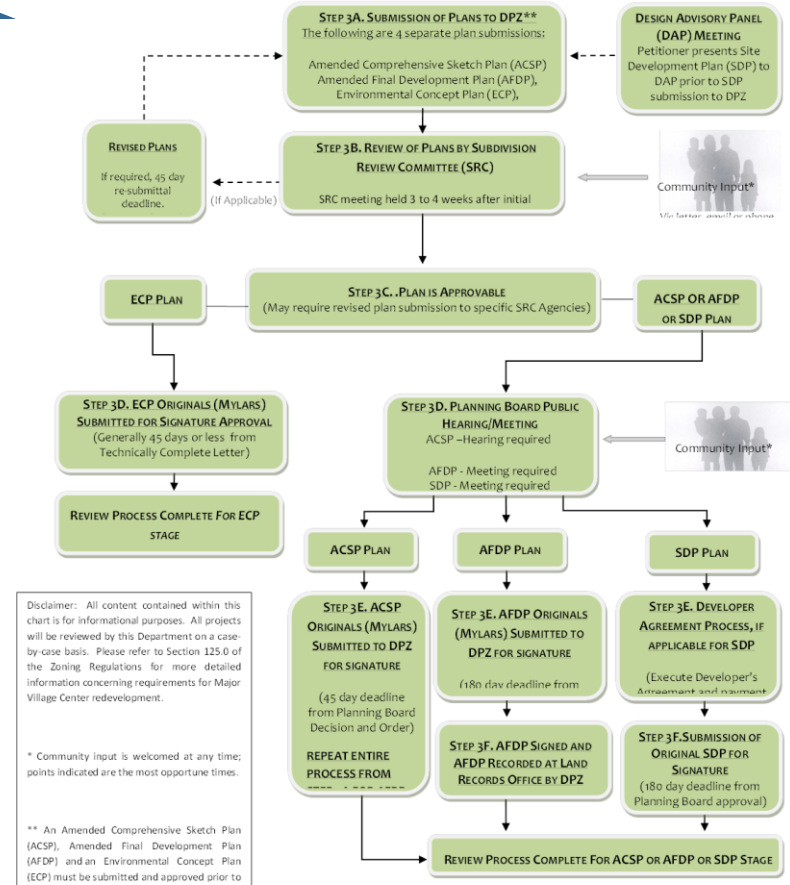 STEP 3A. SUBMISSION OF PLANS TO DPZ**
The following are 4 separate plan submissions:
Amended Comprehensive Sketch Plan (ACSP)
Amended Final Development Plan (AFDP),
Environmental Concept Plan (ECP),
DESIGN ADVISORY PANEL
(DAP) MEETING
Petitioner presents Site
Development Plan (SDP) to
DAP prior to SDP
submission to DPZ
REVISED PLANS
If required, 45 day
re-submittal
deadline.
(If Applicable)
STEP 3B. REVIEW OF PLANS BY SUBDIVISION
REVIEW COMMITTEE (SRC)
SRC meeting held 3 to 4 weeks after initial
Community Input*
Via letter, email or phone
ECP PLAN
STEP 3C. .PLAN IS APPROVABLE
(May require revised plan submission to specific SRC Agencies)
ACSP OR AFDP
OR SDP PLAN
STEP 3D. ECP ORIGINALS (MYLARS)
SUBMITTED FOR SIGNATURE APPROVAL
(Generally 45 days or less from
Technically Complete Letter)
STEP 3D. PLANNING BOARD PUBLIC
HEARING/MEETING
ACSP –Hearing required
AFDP - Meeting required
SDP - Meeting required
Community Input*
REVIEW PROCESS COMPLETE FOR ECP
STAGE
ACSP PLAN
AFDP PLAN
SDP PLAN
STEP 3E. ACSP
ORIGINALS (MYLARS)
SUBMITTED TO DPZ
FOR SIGNATURE
(45 day deadline
from Planning Board
Decision and Order)
REPEAT ENTIRE
PROCESS FROM
STEP 3E. AFDP ORIGINALS
(MYLARS) SUBMITTED TO
DPZ FOR SIGNATURE
(180 day deadline from
STEP 3E. DEVELOPER
AGREEMENT PROCESS, IF
APPLICABLE FOR SDP
(Execute Developer's
Agreement and payment
STEP 3F. AFDP SIGNED AND
AFDP RECORDED AT LAND
RECORDS OFFICE BY DPZ
STEP 3F.SUBMISSION OF
ORIGINAL SDP FOR
SIGNATURE
(180 day deadline from
Planning Board approval)
REVIEW PROCESS COMPLETE FOR ACSP OR AFDP OR SDP STAGE
Disclaimer: All content contained within this
chart is for informational purposes. All projects
will be reviewed by this Department on a case-
by-case basis. Please refer to Section 125.0 of
the Zoning Regulations for more detailed
information concerning requirements for Major
Village Center redevelopment.
* Community input is welcomed at any time;
points indicated are the most opportune times.
** An Amended Comprehensive Sketch Plan
(ACSP), Amended Final Development Plan
(AFDP) and an Environmental Concept Plan
(ECP) must be submitted and approved prior to